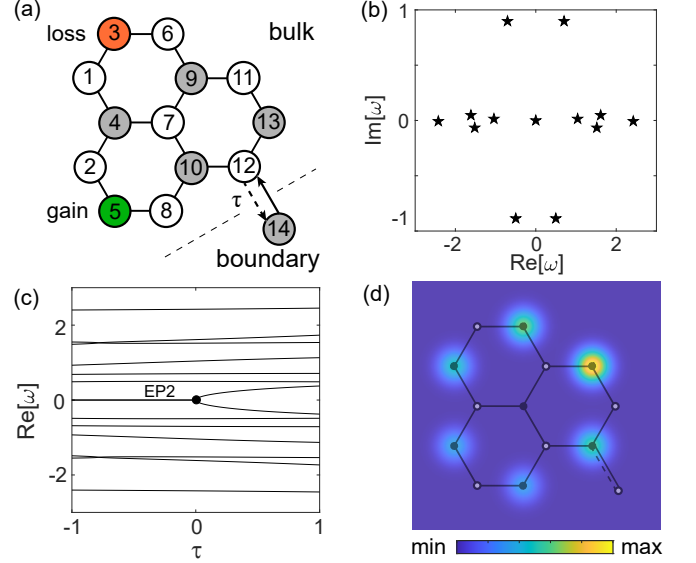 (a)
loss
3
6
bulk
1
9
11
4
7
13
2
10
12
gain
5
8
τ
14
boundary
(b)
1
0
-1
Im[ω]
-2
0
2
Re[ω]
(c)
2
0
-2
Re[ω]
EP2
-1
0
1
τ
(d)
min
max